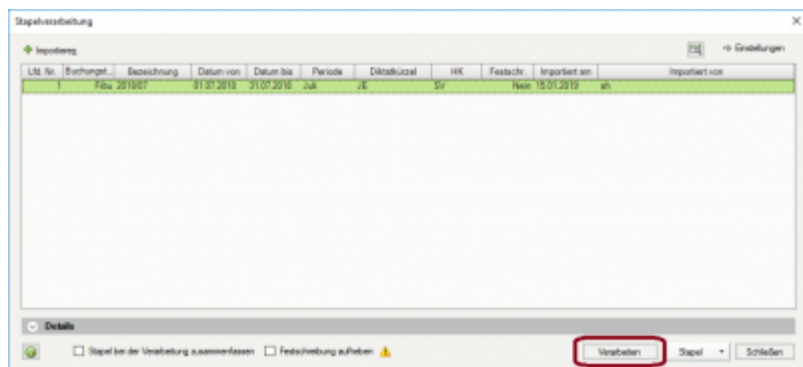 Stapelverarbeitung
Importieren
Einstellungen
Lfd. Nr. Buchungst... Bezeichnung Datum von Datum bis Periode Diktatkürzel HK Festschr. Importiert am Importiert von
1 Fibu 2018/07 01.07.2018 31.07.2018 Juli JE SV Nein 15.01.2019 ah
Details
Stapel bei der Verarbeitung zusammenfassen Festschreibung aufheben Verarbeiten Stapel Schließen